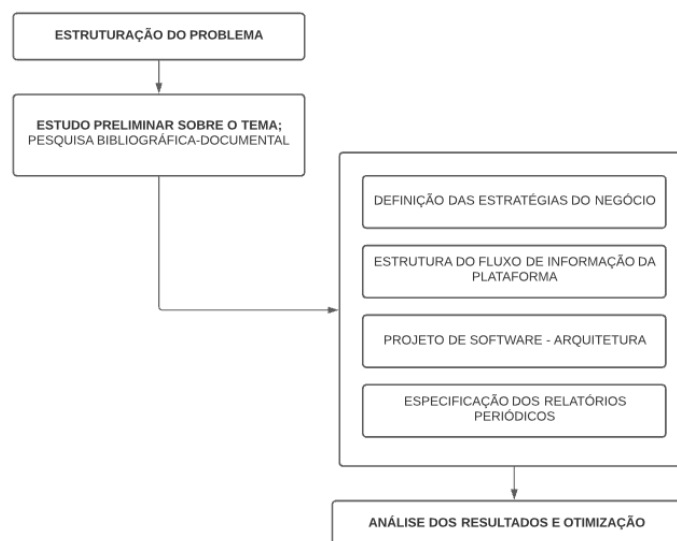 ESTRUTURAÇÃO DO PROBLEMA
ESTUDO PRELIMINAR SOBRE O TEMA;
PESQUISA BIBLIOGRÁFICA-DOCUMENTAL
DEFINIÇÃO DAS ESTRATÉGIAS DO NEGÓCIO
ESTRUTURA DO FLUXO DE INFORMAÇÃO DA
PLATAFORMA
PROJETO DE SOFTWARE - ARQUITETURA
ESPECIFICAÇÃO DOS RELATÓRIOS
PERIÓDICOS
ANÁLISE DOS RESULTADOS E OTIMIZAÇÃO